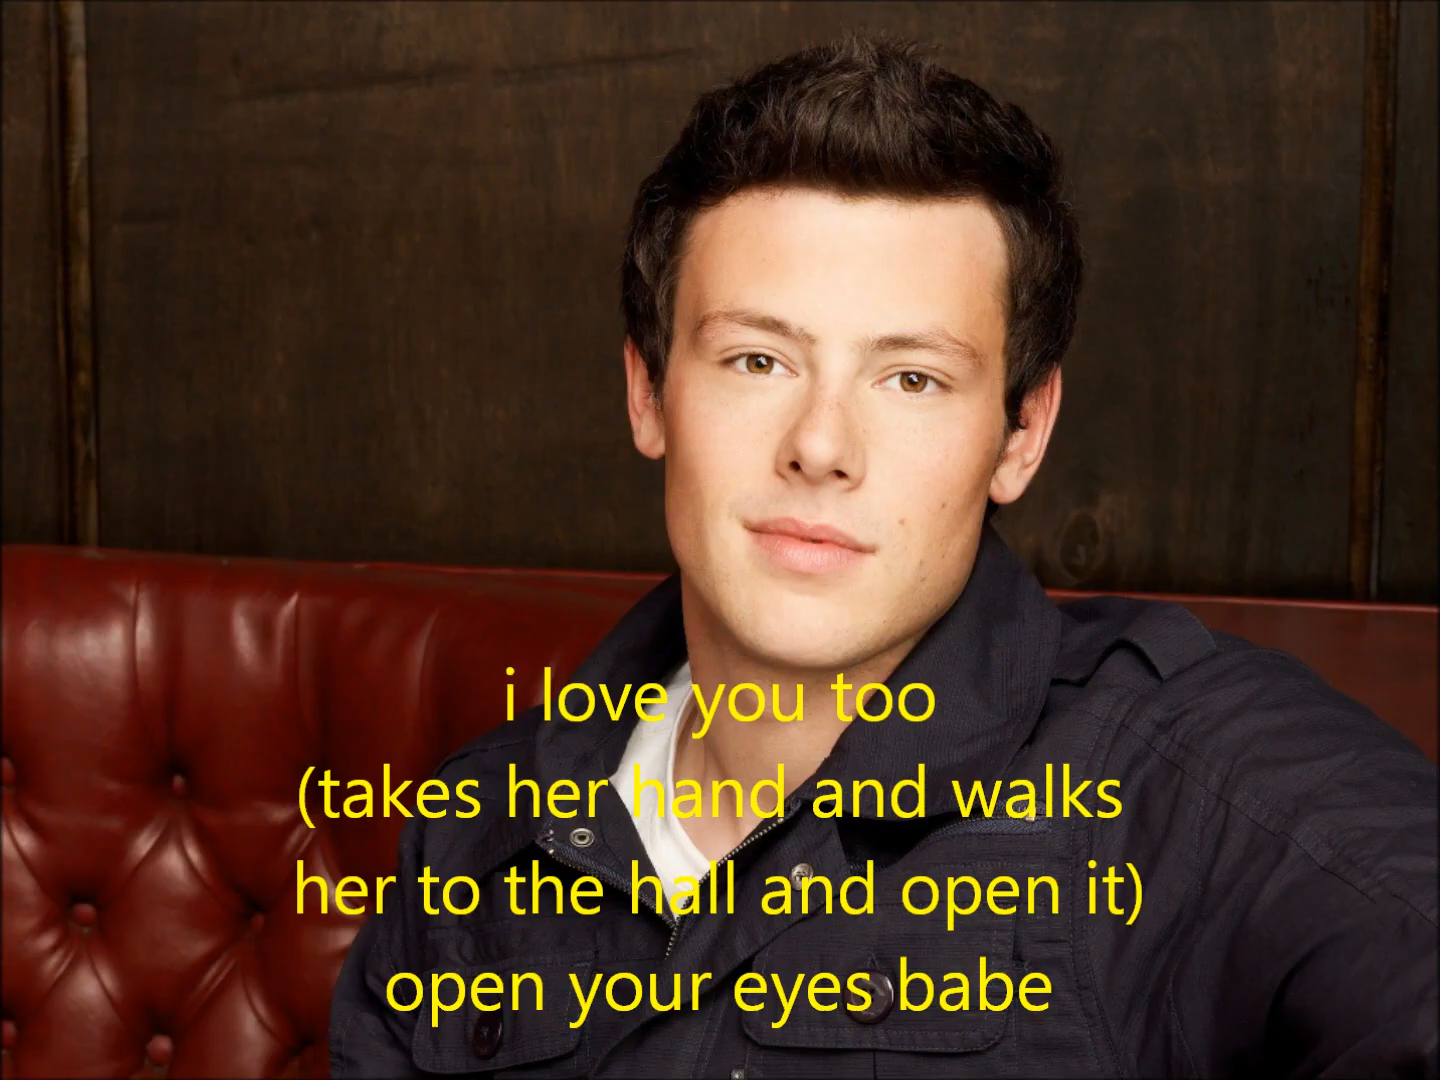 i love you too
(takes her hand and walks
her to the hall and open it)
open your eyes babe